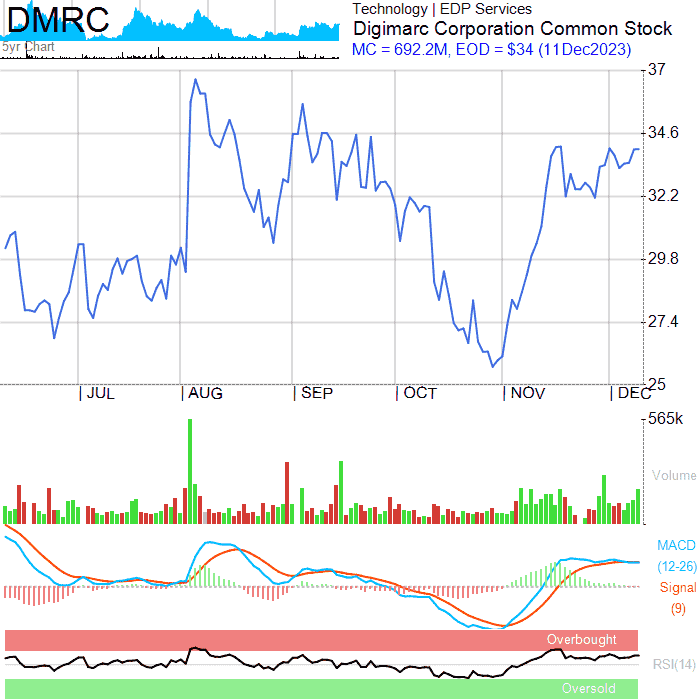 DMRC
5yr Chart
Technology | EDP Services
Digimarc Corporation Common Stock
MC = 692.2M, EOD = $34 (11Dec2023)
37
34.6
32.2
29.8
27.4
25
| JUL | AUG | SEP | OCT | NOV | DEC
565k
Volume
MACD
(12-26)
Signal
(9)
Overbought
RSI(14)
Oversold